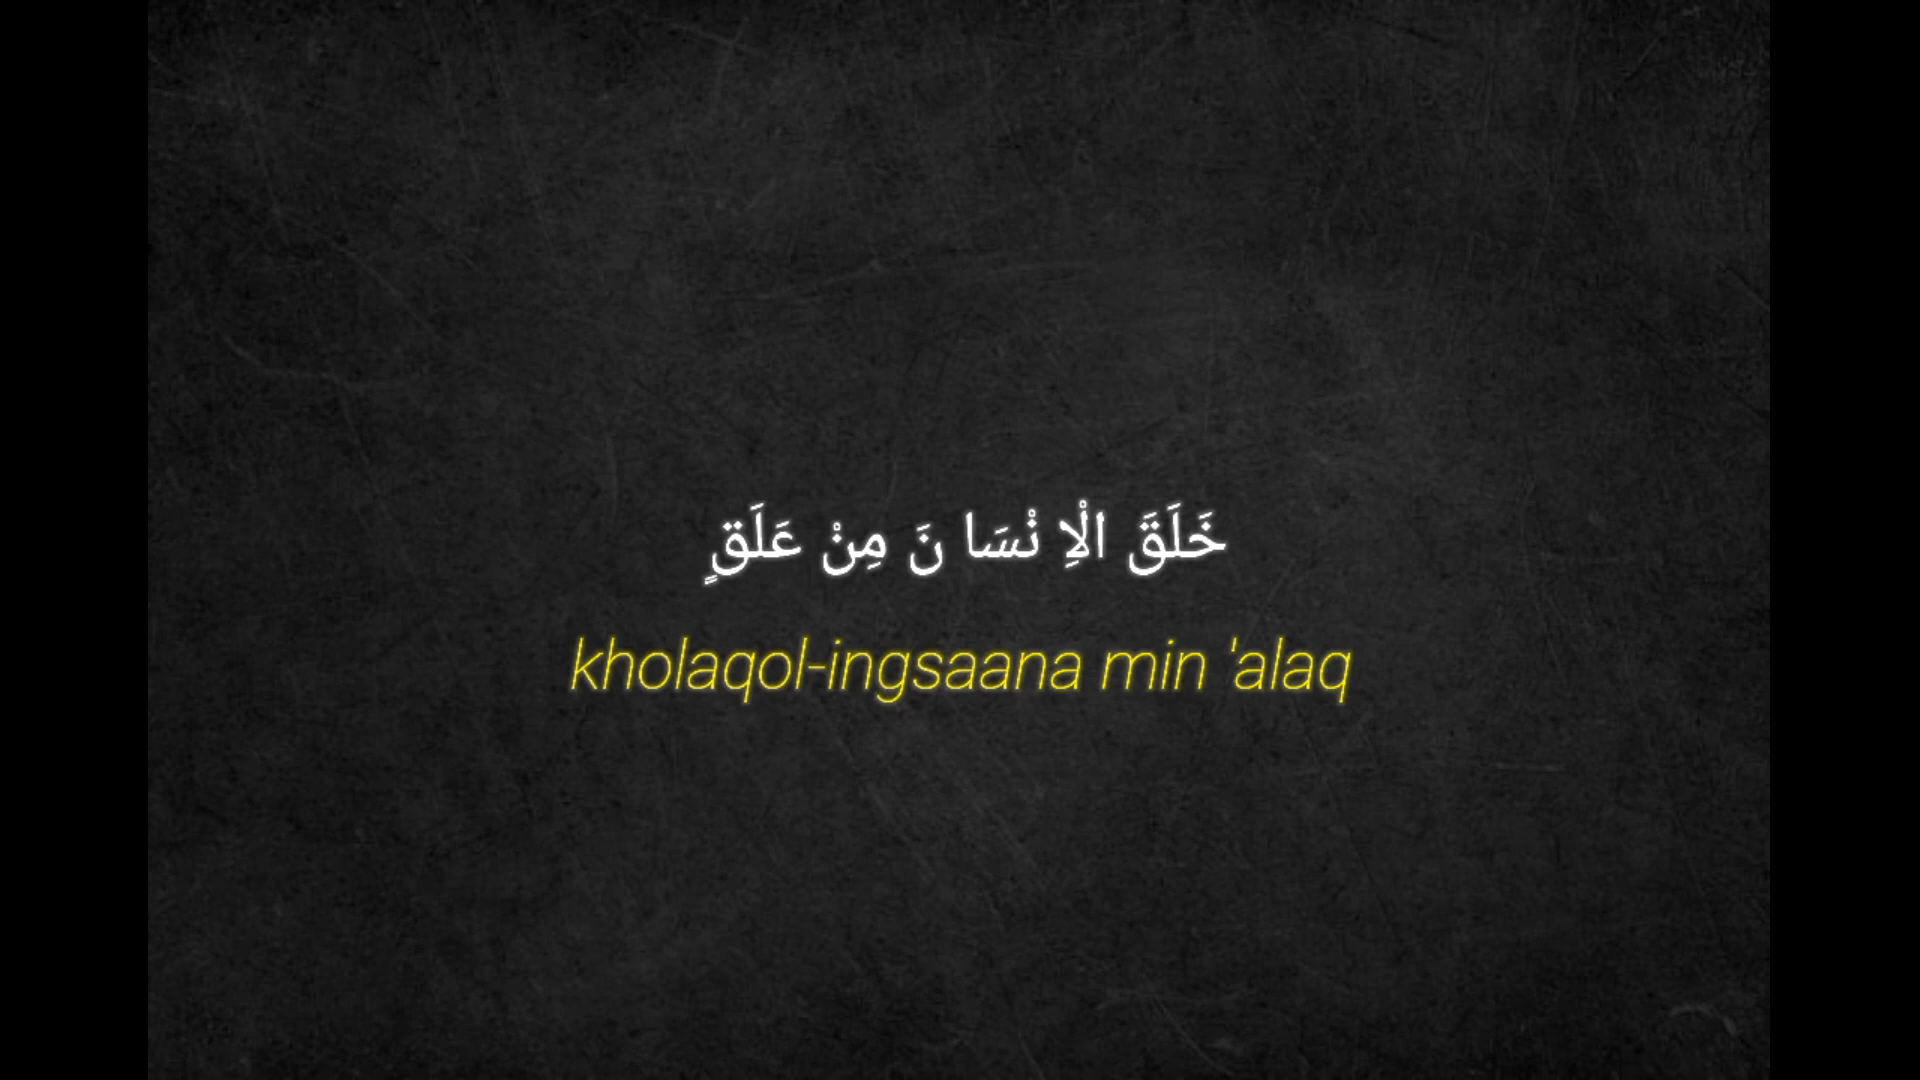 خَلَقَ الْاِ نْسَا نَ مِنْ عَلَقٍ
kholaqol-ingsaana min 'alaq